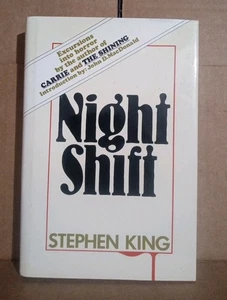 Excursions
into horror
by the author of
CARRIE and THE SHINING
Introduction by: John D. MacDonald
Night
Shift
STEPHEN KING